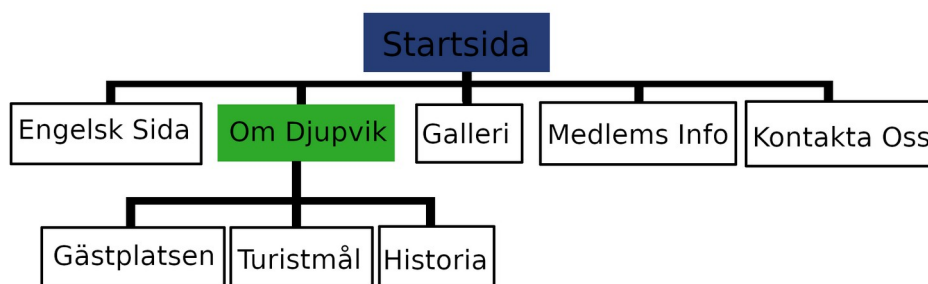 Startsida
Engelsk Sida
Om Djupvik
Galleri
Medlems Info
Kontakta Oss
Gästplatsen
Turistmål
Historia